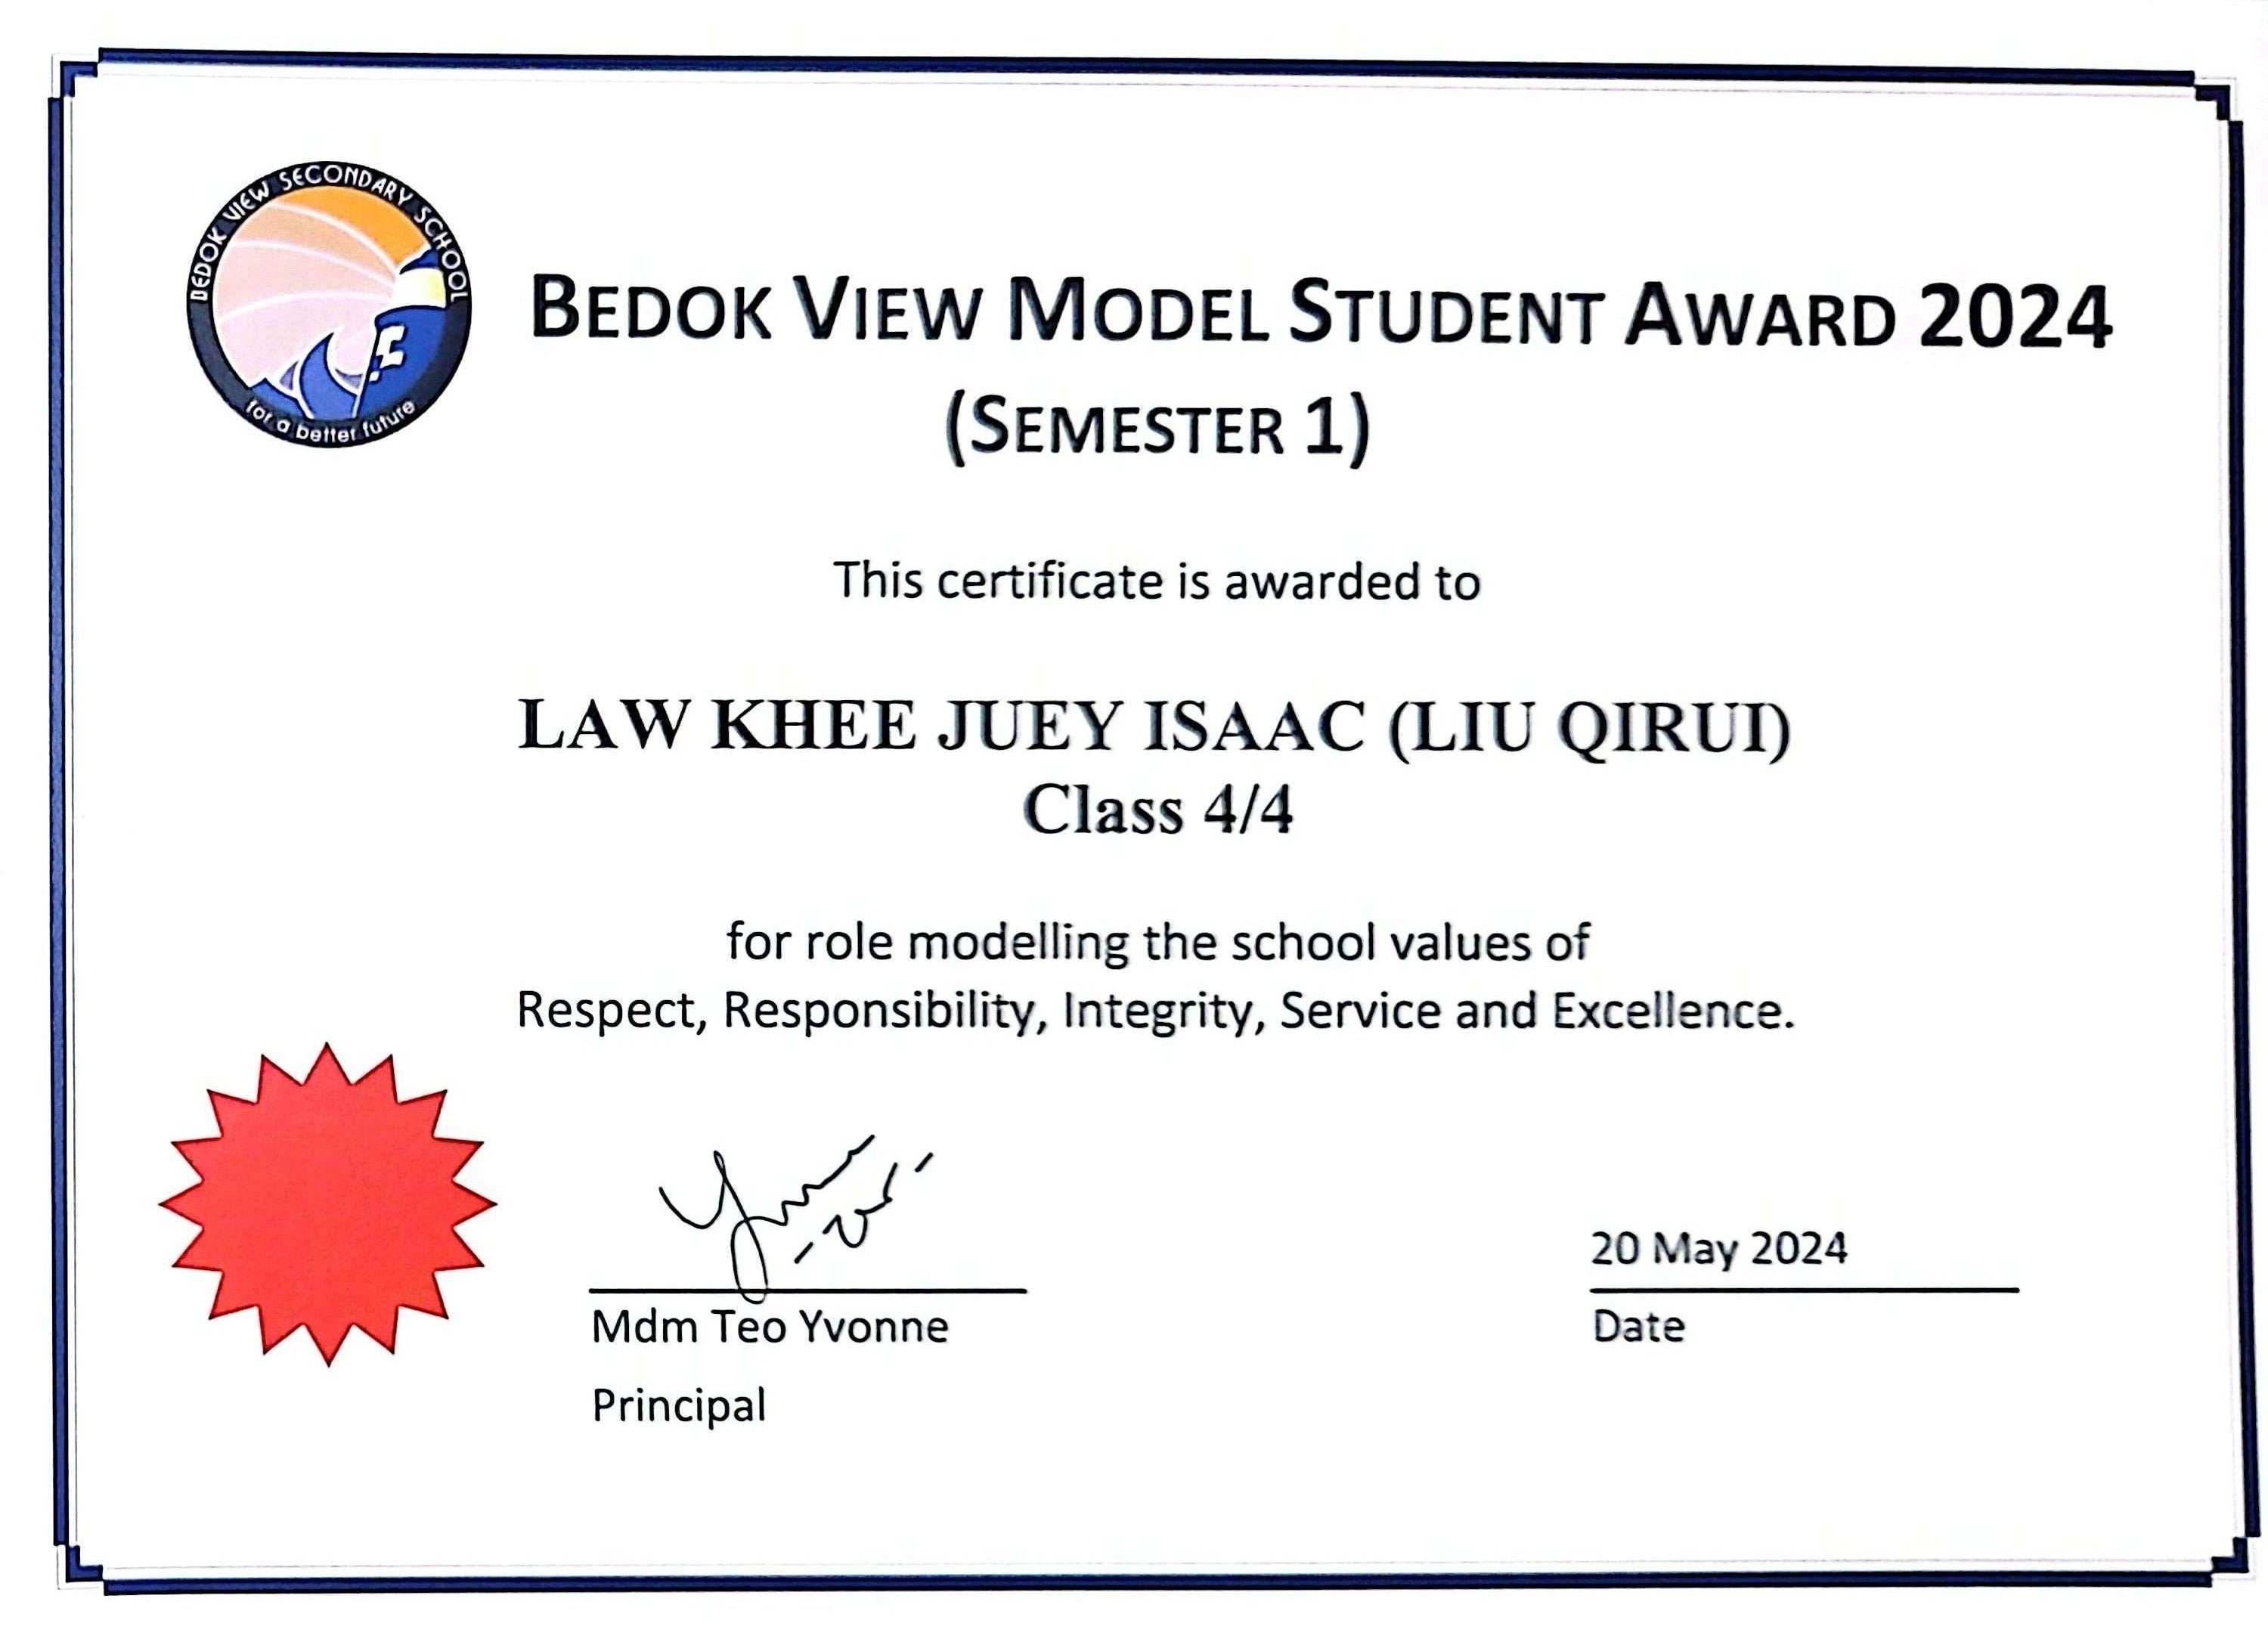 BEDOK VIEW SECONDARY SCHOOL
for a better future
BEDOK VIEW MODEL STUDENT AWARD 2024
(SEMESTER 1)
This certificate is awarded to
LAW KHEE JUEY ISAAC (LIU QIRUI)
Class 4/4
for role modelling the school values of
Respect, Responsibility, Integrity, Service and Excellence.
20 May 2024
Mdm Teo Yvonne
Date
Principal